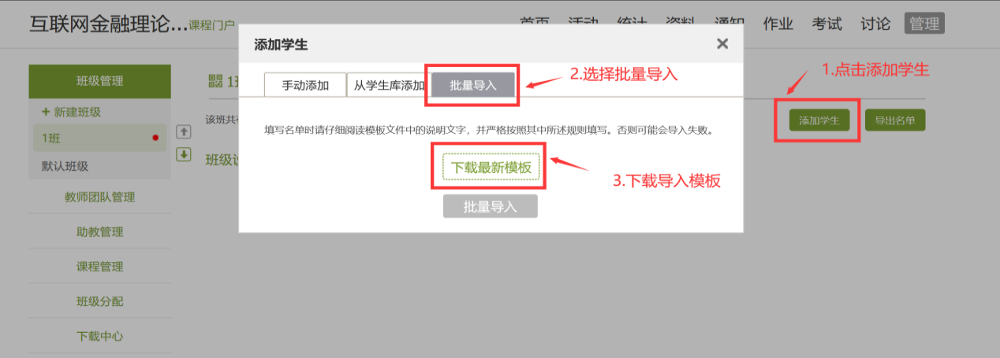 互联网金融理论...课程门户
首页 活动 统计 资料 通知 作业 考试 讨论 管理
添加学生
班级管理
1班
手动添加 从学生库添加 批量导入
2.选择批量导入
1.点击添加学生
+ 新建班级
该班共有
添加学生 导出名单
填写名单时请仔细阅读模板文件中的说明文字，并严格按照其中所述规则填写。否则可能会导入失败。
1班
班级设
默认班级
下载最新模板
3.下载导入模板
教师团队管理
批量导入
助教管理
课程管理
班级分配
下载中心